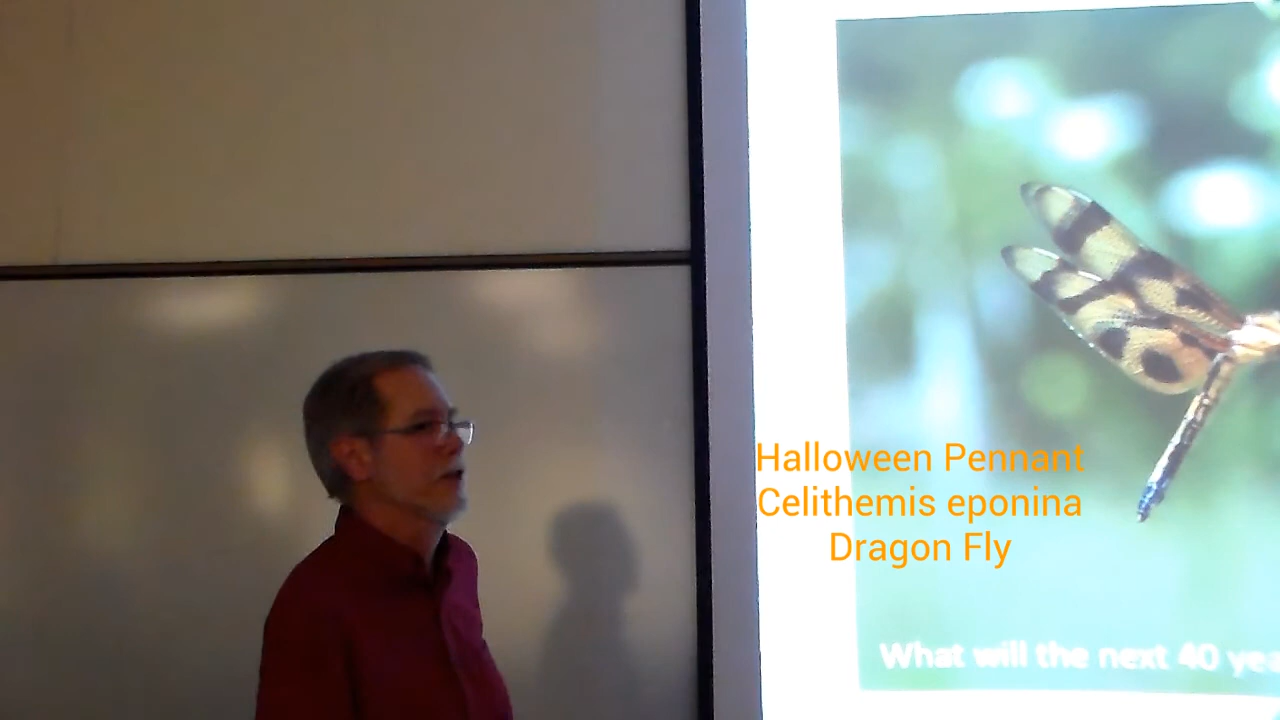 Halloween Pennant
Celithemis eponina
Dragon Fly
What will the next 40